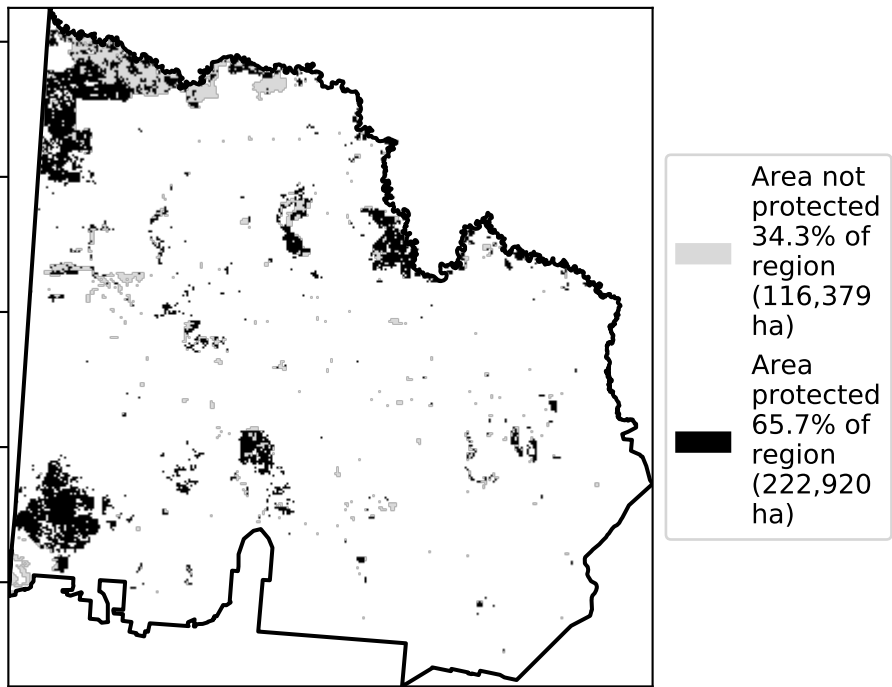 Area not
protected
34.3% of
region
(116,379
ha)
Area
protected
65.7% of
region
(222,920
ha)